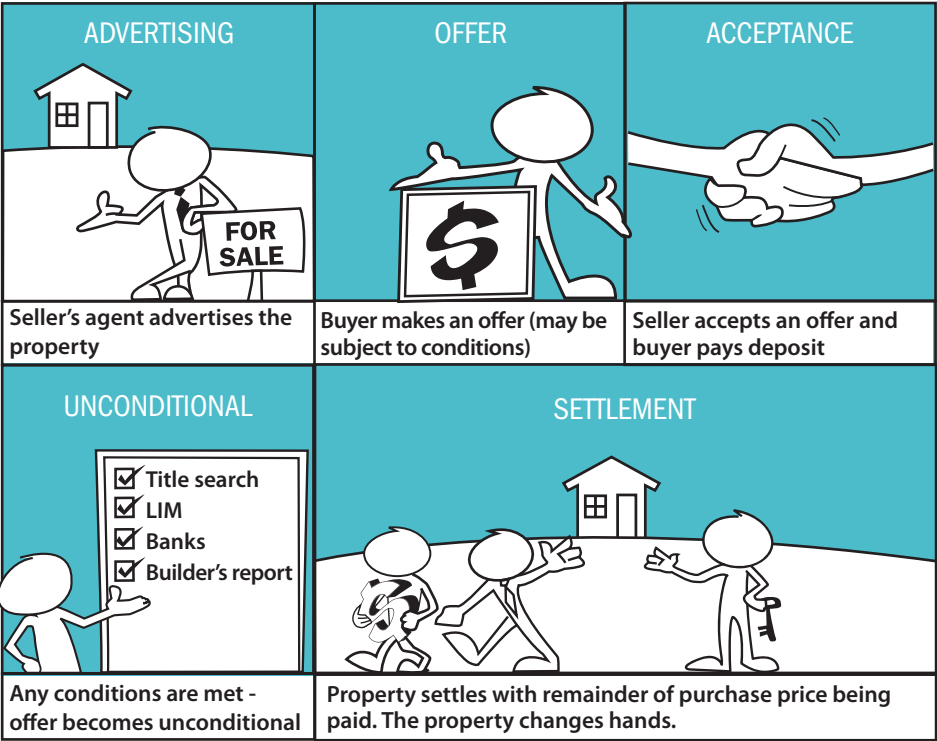 ADVERTISING
FOR
SALE
Seller's agent advertises the
property
OFFER
$
Buyer makes an offer (may be
subject to conditions)
ACCEPTANCE
Seller accepts an offer and
buyer pays deposit
UNCONDITIONAL
Title search
LIM
Banks
Builder's report
Any conditions are met -
offer becomes unconditional
SETTLEMENT
$
Property settles with remainder of purchase price being
paid. The property changes hands.